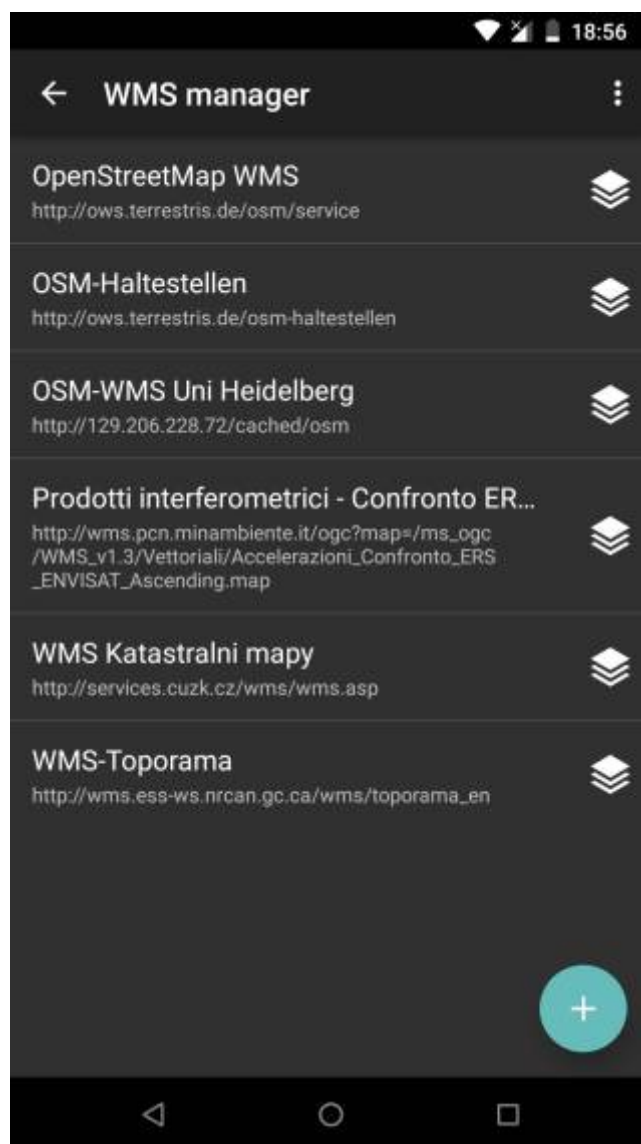 18:56
WMS manager
OpenStreetMap WMS
http://ows.terrestris.de/osm/service
OSM-Haltestellen
http://ows.terrestris.de/osm-haltestellen
OSM-WMS Uni Heidelberg
http://129.206.228.72/cached/osm
Prodotti interferometrici - Confronto ER...
http://wms.pcn.minambiente.it/ogc?map=/ms_ogc
/WMS_v1.3/Vettoriali/Accelerazioni_Confronto_ERS
_ENVISAT_Ascending.map
WMS Katastralni mapy
http://services.cuzk.cz/wms/wms.asp
WMS-Toporama
http://wms.ess-ws.nrcan.gc.ca/wms/toporama_en